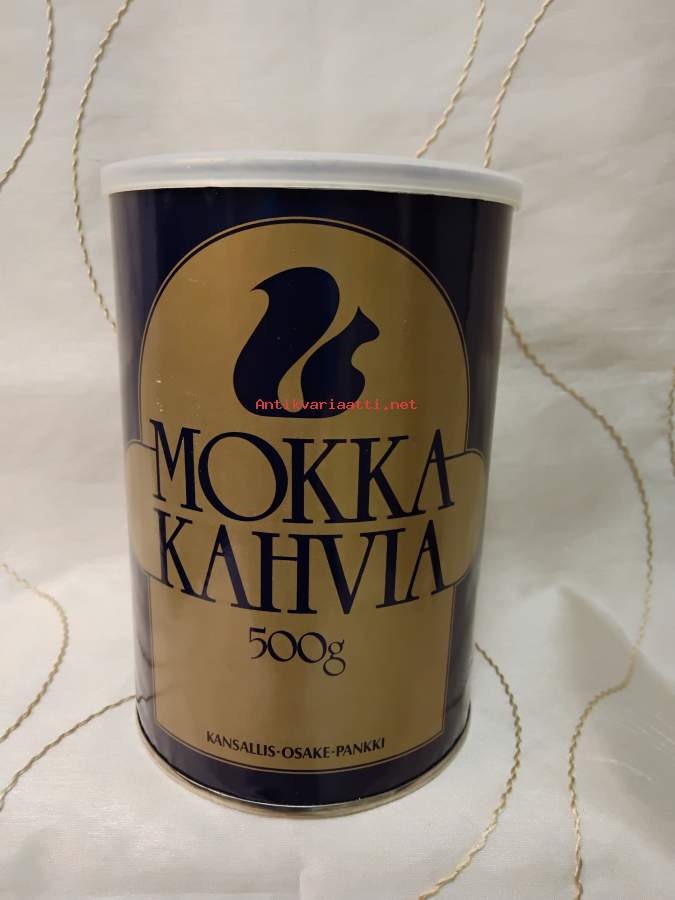 Antikvariaatti.net
MOKKA
KAHVIA
500g
KANSALLIS-OSAKE-PANKKI